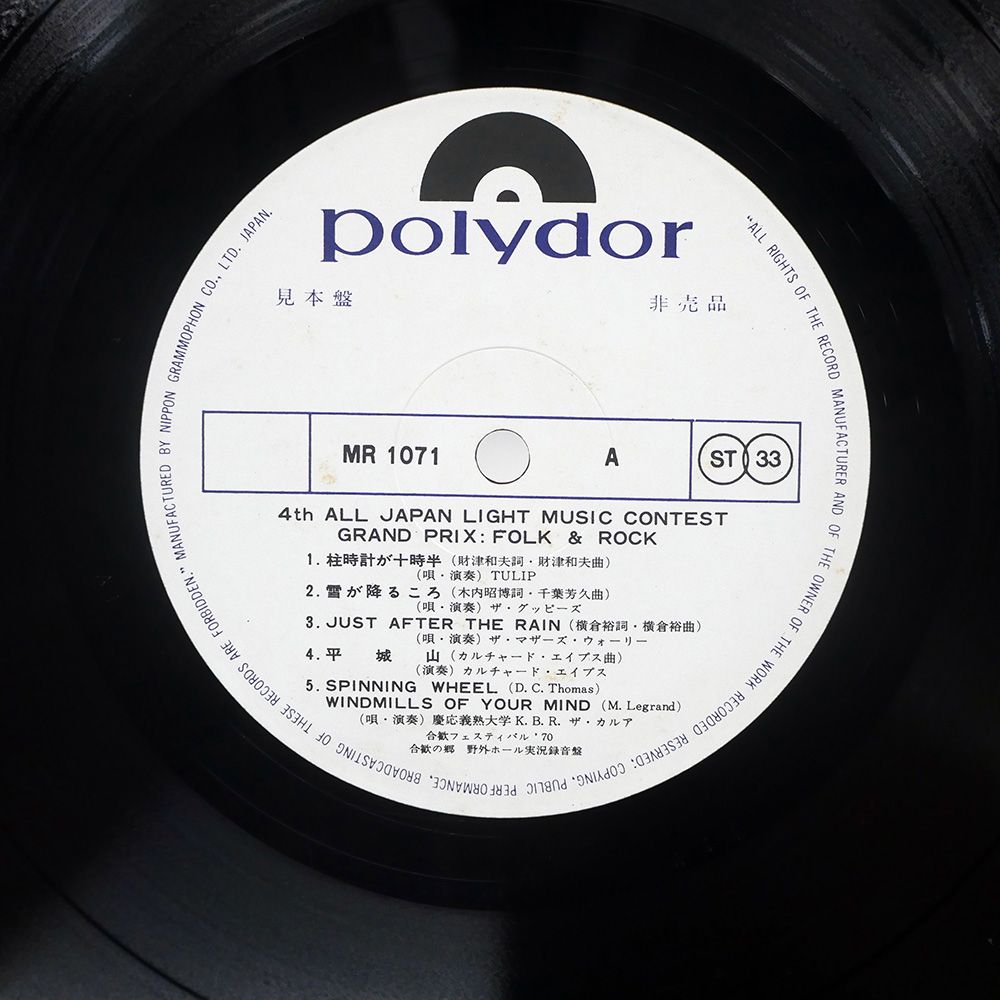 polydor
見本盤
非売品
MR 1071
A
ST 33
4th ALL JAPAN LIGHT MUSIC CONTEST
GRAND PRIX: FOLK & ROCK
1. 柱時計が十時半 (財津和夫詞・財津和夫曲)
(唄・演奏) TULIP
2. 雪が降るころ (木内昭博詞・千葉芳久曲)
(唄・演奏) ザ・グッピーズ
3. JUST AFTER THE RAIN (横倉裕詞・横倉裕曲)
(唄・演奏) ザ・マザーズ・ウォーリー
4. 平城山 (カルチャード・エイプス曲)
(演奏) カルチャード・エイプス
5. SPINNING WHEEL (D.C. Thomas)
WINDMILLS OF YOUR MIND (M. Legrand)
(唄・演奏) 慶応義熟大学 K.B.R. ザ・カルア
合歓フェスティバル '70
合歓の郷 野外ホール実況録音盤
"ALL RIGHTS OF THE RECORD MANUFACTURER AND OF THE OWNER OF THE WORK RECORDED RESERVED; COPYING, PUBLIC PERFORMANCE, BROADCASTING OF THESE RECORDS ARE FORBIDDEN." MANUFACTURED BY NIPPON GRAMMOPHON CO., LTD. JAPAN.